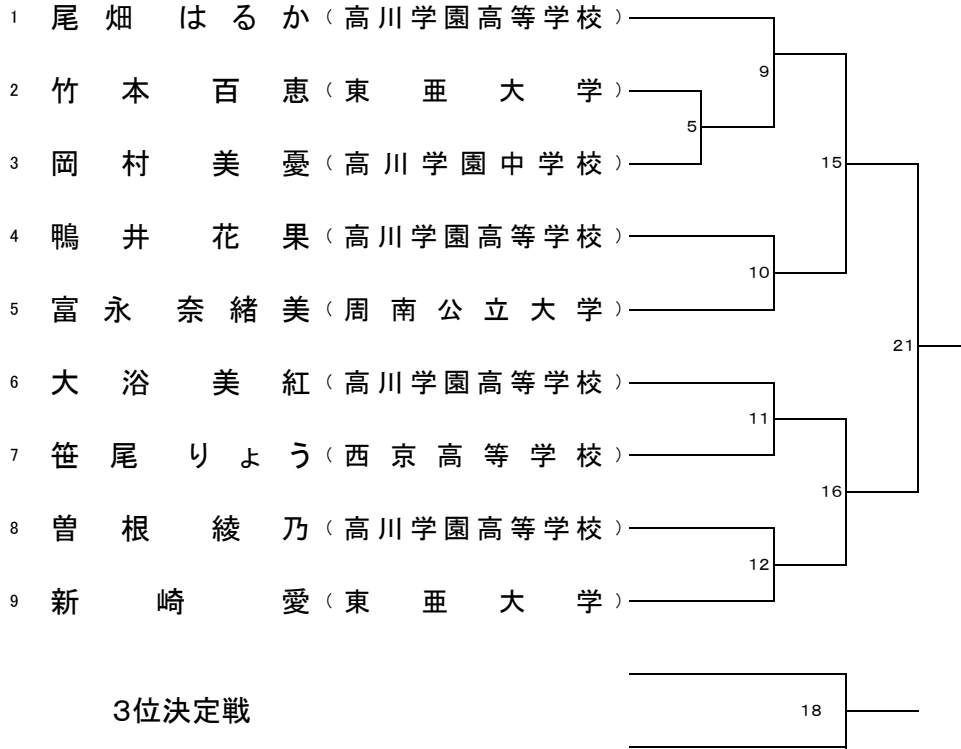 1 尾畑 はるか（高川学園高等学校）
9
2 竹本 百恵（東亜大学）
5
3 岡村 美憂（高川学園中学校）
15
4 鴨井 花果（高川学園高等学校）
10
5 富永 奈緒美（周南公立大学）
21
6 大浴 美紅（高川学園高等学校）
11
7 笹尾 りょう（西京高等学校）
16
8 曽根 綾乃（高川学園高等学校）
12
9 新崎 愛（東亜大学）
3位決定戦 18